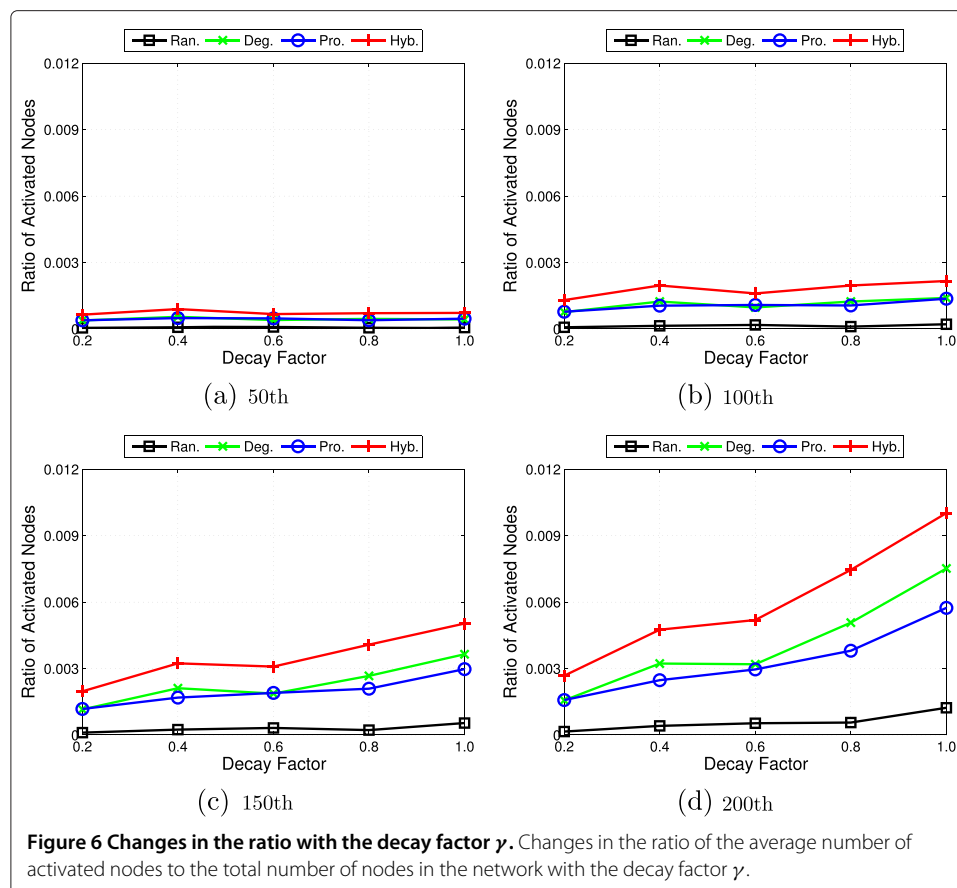 Ran. Deg. Pro. Hyb.
0.012
0.009
0.006
0.003
0
Ratio of Activated Nodes
0.2 0.4 0.6 0.8 1.0
Decay Factor
(a) 50th
Ran. Deg. Pro. Hyb.
0.012
0.009
0.006
0.003
0
Ratio of Activated Nodes
0.2 0.4 0.6 0.8 1.0
Decay Factor
(b) 100th
Ran. Deg. Pro. Hyb.
0.012
0.009
0.006
0.003
0
Ratio of Activated Nodes
0.2 0.4 0.6 0.8 1.0
Decay Factor
(c) 150th
Ran. Deg. Pro. Hyb.
0.012
0.009
0.006
0.003
0
Ratio of Activated Nodes
0.2 0.4 0.6 0.8 1.0
Decay Factor
(d) 200th
Figure 6 Changes in the ratio with the decay factor γ. Changes in the ratio of the average number of
activated nodes to the total number of nodes in the network with the decay factor γ.